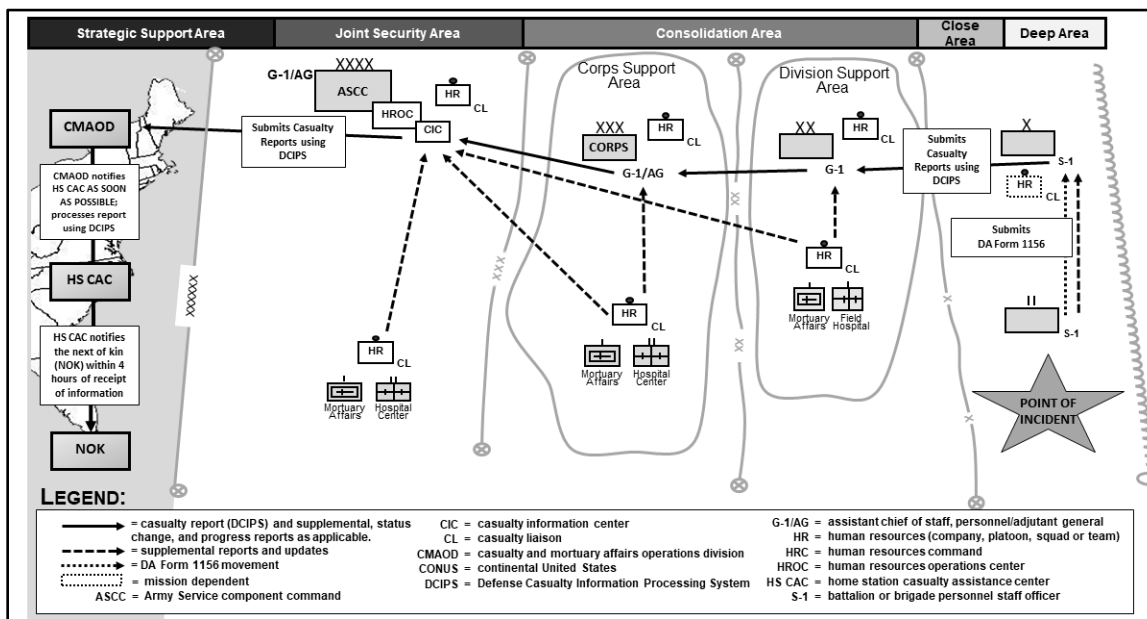 Strategic Support Area
Joint Security Area
Consolidation Area
Close
Area
Deep Area
XXXX
G-1/AG
ASCC
HROC
CIC
HR
CL
CMAOD
Submits Casualty
Reports using
DCIPS
CMAOD notifies
HS CAC AS SOON
AS POSSIBLE;
processes report
using DCIPS
HS CAC
HS CAC notifies
the next of kin
(NOK) within 4
hours of receipt
of information
NOK
XXXXXX
HR
CL
Mortuary
Affairs
Hospital
Center
XXX
Corps Support
Area
XXX
CORPS
HR
CL
G-1/AG
HR
CL
Mortuary
Affairs
Hospital
Center
XX
XX
Division Support
Area
XX
HR
CL
G-1
HR
CL
Mortuary
Affairs
Field
Hospital
X
X
Submits
Casualty
Reports using
DCIPS
X
S-1
HR
CL
Submits
DA Form 1156
S-1
POINT OF
INCIDENT
LEGEND:
= casualty report (DCIPS) and supplemental, status
change, and progress reports as applicable.
= supplemental reports and updates
= DA Form 1156 movement
= mission dependent
ASCC = Army Service component command
CIC = casualty information center
CL = casualty liaison
CMAOD = casualty and mortuary affairs operations division
CONUS = continental United States
DCIPS = Defense Casualty Information Processing System
G-1/AG = assistant chief of staff, personnel/adjutant general
HR = human resources (company, platoon, squad or team)
HRC = human resources command
HROC = human resources operations center
HS CAC = home station casualty assistance center
S-1 = battalion or brigade personnel staff officer